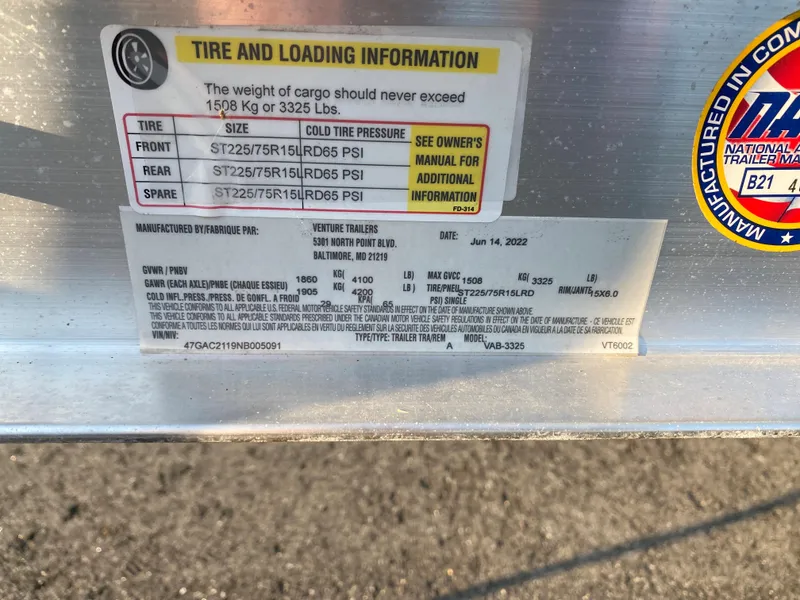 TIRE AND LOADING INFORMATION
The weight of cargo should never exceed
1508 Kg or 3325 Lbs.
TIRE SIZE COLD TIRE PRESSURE
FRONT ST225/75R15LRD65 PSI
REAR ST225/75R15LRD65 PSI
SPARE ST225/75R15LRD65 PSI
SEE OWNER'S
MANUAL FOR
ADDITIONAL
INFORMATION
FD-314
MANUFACTURED BY/FABRIQUE PAR: VENTURE TRAILERS DATE: Jun 14, 2022
5381 NORTH POINT BLVD.
BALTIMORE, MD 21219
GVWR / PNBV 1860 KG( 4100 LB) MAX GVCC 1508 KG( 3325 LB)
GAWR (EACH AXLE)/PNBE (CHAQUE ESSIEU) 1905 KG( 4200 LB ) TIRE/PNEU ST225/75R15LRD RIM/JANTE 15X6.0
COLD INFL.PRESS./PRESS. DE GONFL. A FROID 29 KPA( 65 PSI) SINGLE
THIS VEHICLE CONFORMS TO ALL APPLICABLE U.S. FEDERAL MOTOR VEHICLE SAFETY STANDARDS IN EFFECT ON THE DATE OF MANUFACTURE SHOWN ABOVE.
THIS VEHICLE CONFORMS TO ALL APPLICABLE STANDARDS PRESCRIBED UNDER THE CANADIAN MOTOR VEHICLE SAFETY REGULATIONS IN EFFECT ON THE DATE OF MANUFACTURE. - CE VEHICULE EST
CONFORME A TOUTES LES NORMES QUI LUI SONT APPLICABLES EN VERTU DU REGLEMENT SUR LA SECURITE DES VEHICULES AUTOMOBILES DU CANADA EN VIGUEUR A LA DATE DE SA FABRICATION.
VIN/NIV: 47GAC2119NB005091 TYPE/TYPE: TRAILER TRA/REM A MODEL: VAB-3325 VT6002
MANUFACTURED IN COM
NA
NATIONAL A
TRAILER MA
B21